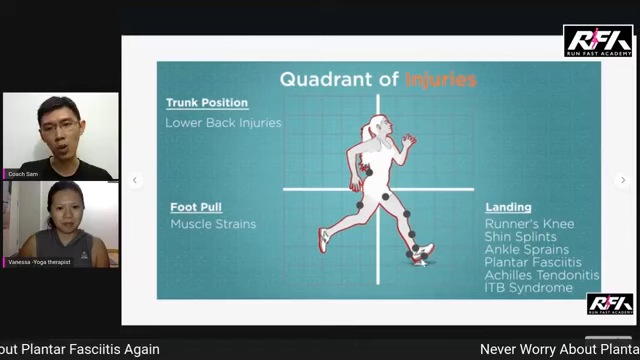 RFA
RUN FAST ACADEMY
Quadrant of Injuries
Trunk Position
Lower Back Injuries
Coach Sam
Foot Pull
Muscle Strains
Landing
Runner's Knee
Shin Splints
Ankle Sprains
Plantar Fasciitis
Achilles Tendonitis
ITB Syndrome
Vanessa -Yoga therapist
RFA
RUN FAST ACADEMY
out Plantar Fasciitis Again
Never Worry About Planta